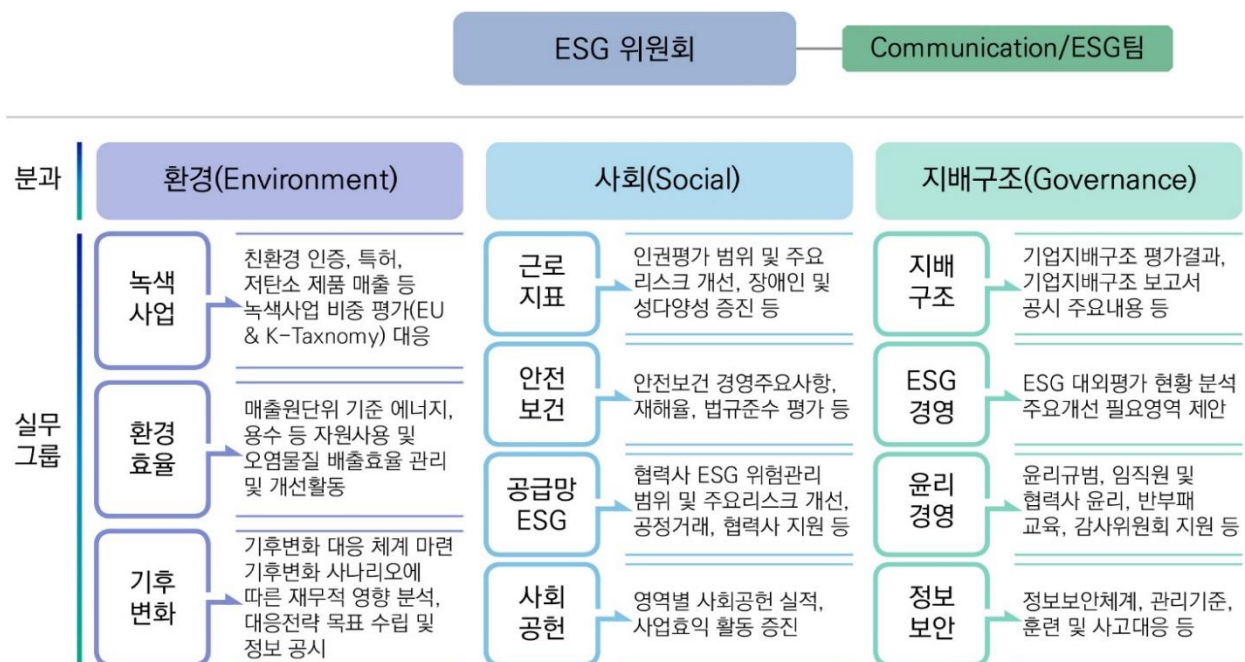 ESG 위원회
Communication/ESG팀
분과
환경(Environment)
사회(Social)
지배구조(Governance)
실무
그룹
녹색
사업
친환경 인증, 특허,
저탄소 제품 매출 등
녹색사업 비중 평가(EU
& K-Taxnomy) 대응
환경
효율
매출원단위 기준 에너지,
용수 등 자원사용 및
오염물질 배출효율 관리
및 개선활동
기후
변화
기후변화 대응 체계 마련
기후변화 사나리오에
따른 재무적 영향 분석,
대응전략 목표 수립 및
정보 공시
근로
지표
인권평가 범위 및 주요
리스크 개선, 장애인 및
성다양성 증진 등
안전
보건
안전보건 경영주요사항,
재해율, 법규준수 평가 등
공급망
ESG
협력사 ESG 위험관리
범위 및 주요리스크 개선,
공정거래, 협력사 지원 등
사회
공헌
영역별 사회공헌 실적,
사업효익 활동 증진
지배
구조
기업지배구조 평가결과,
기업지배구조 보고서
공시 주요내용 등
ESG
경영
ESG 대외평가 현황 분석
주요개선 필요영역 제안
윤리
경영
윤리규범, 임직원 및
협력사 윤리, 반부패
교육, 감사위원회 지원 등
정보
보안
정보보안체계, 관리기준,
훈련 및 사고대응 등